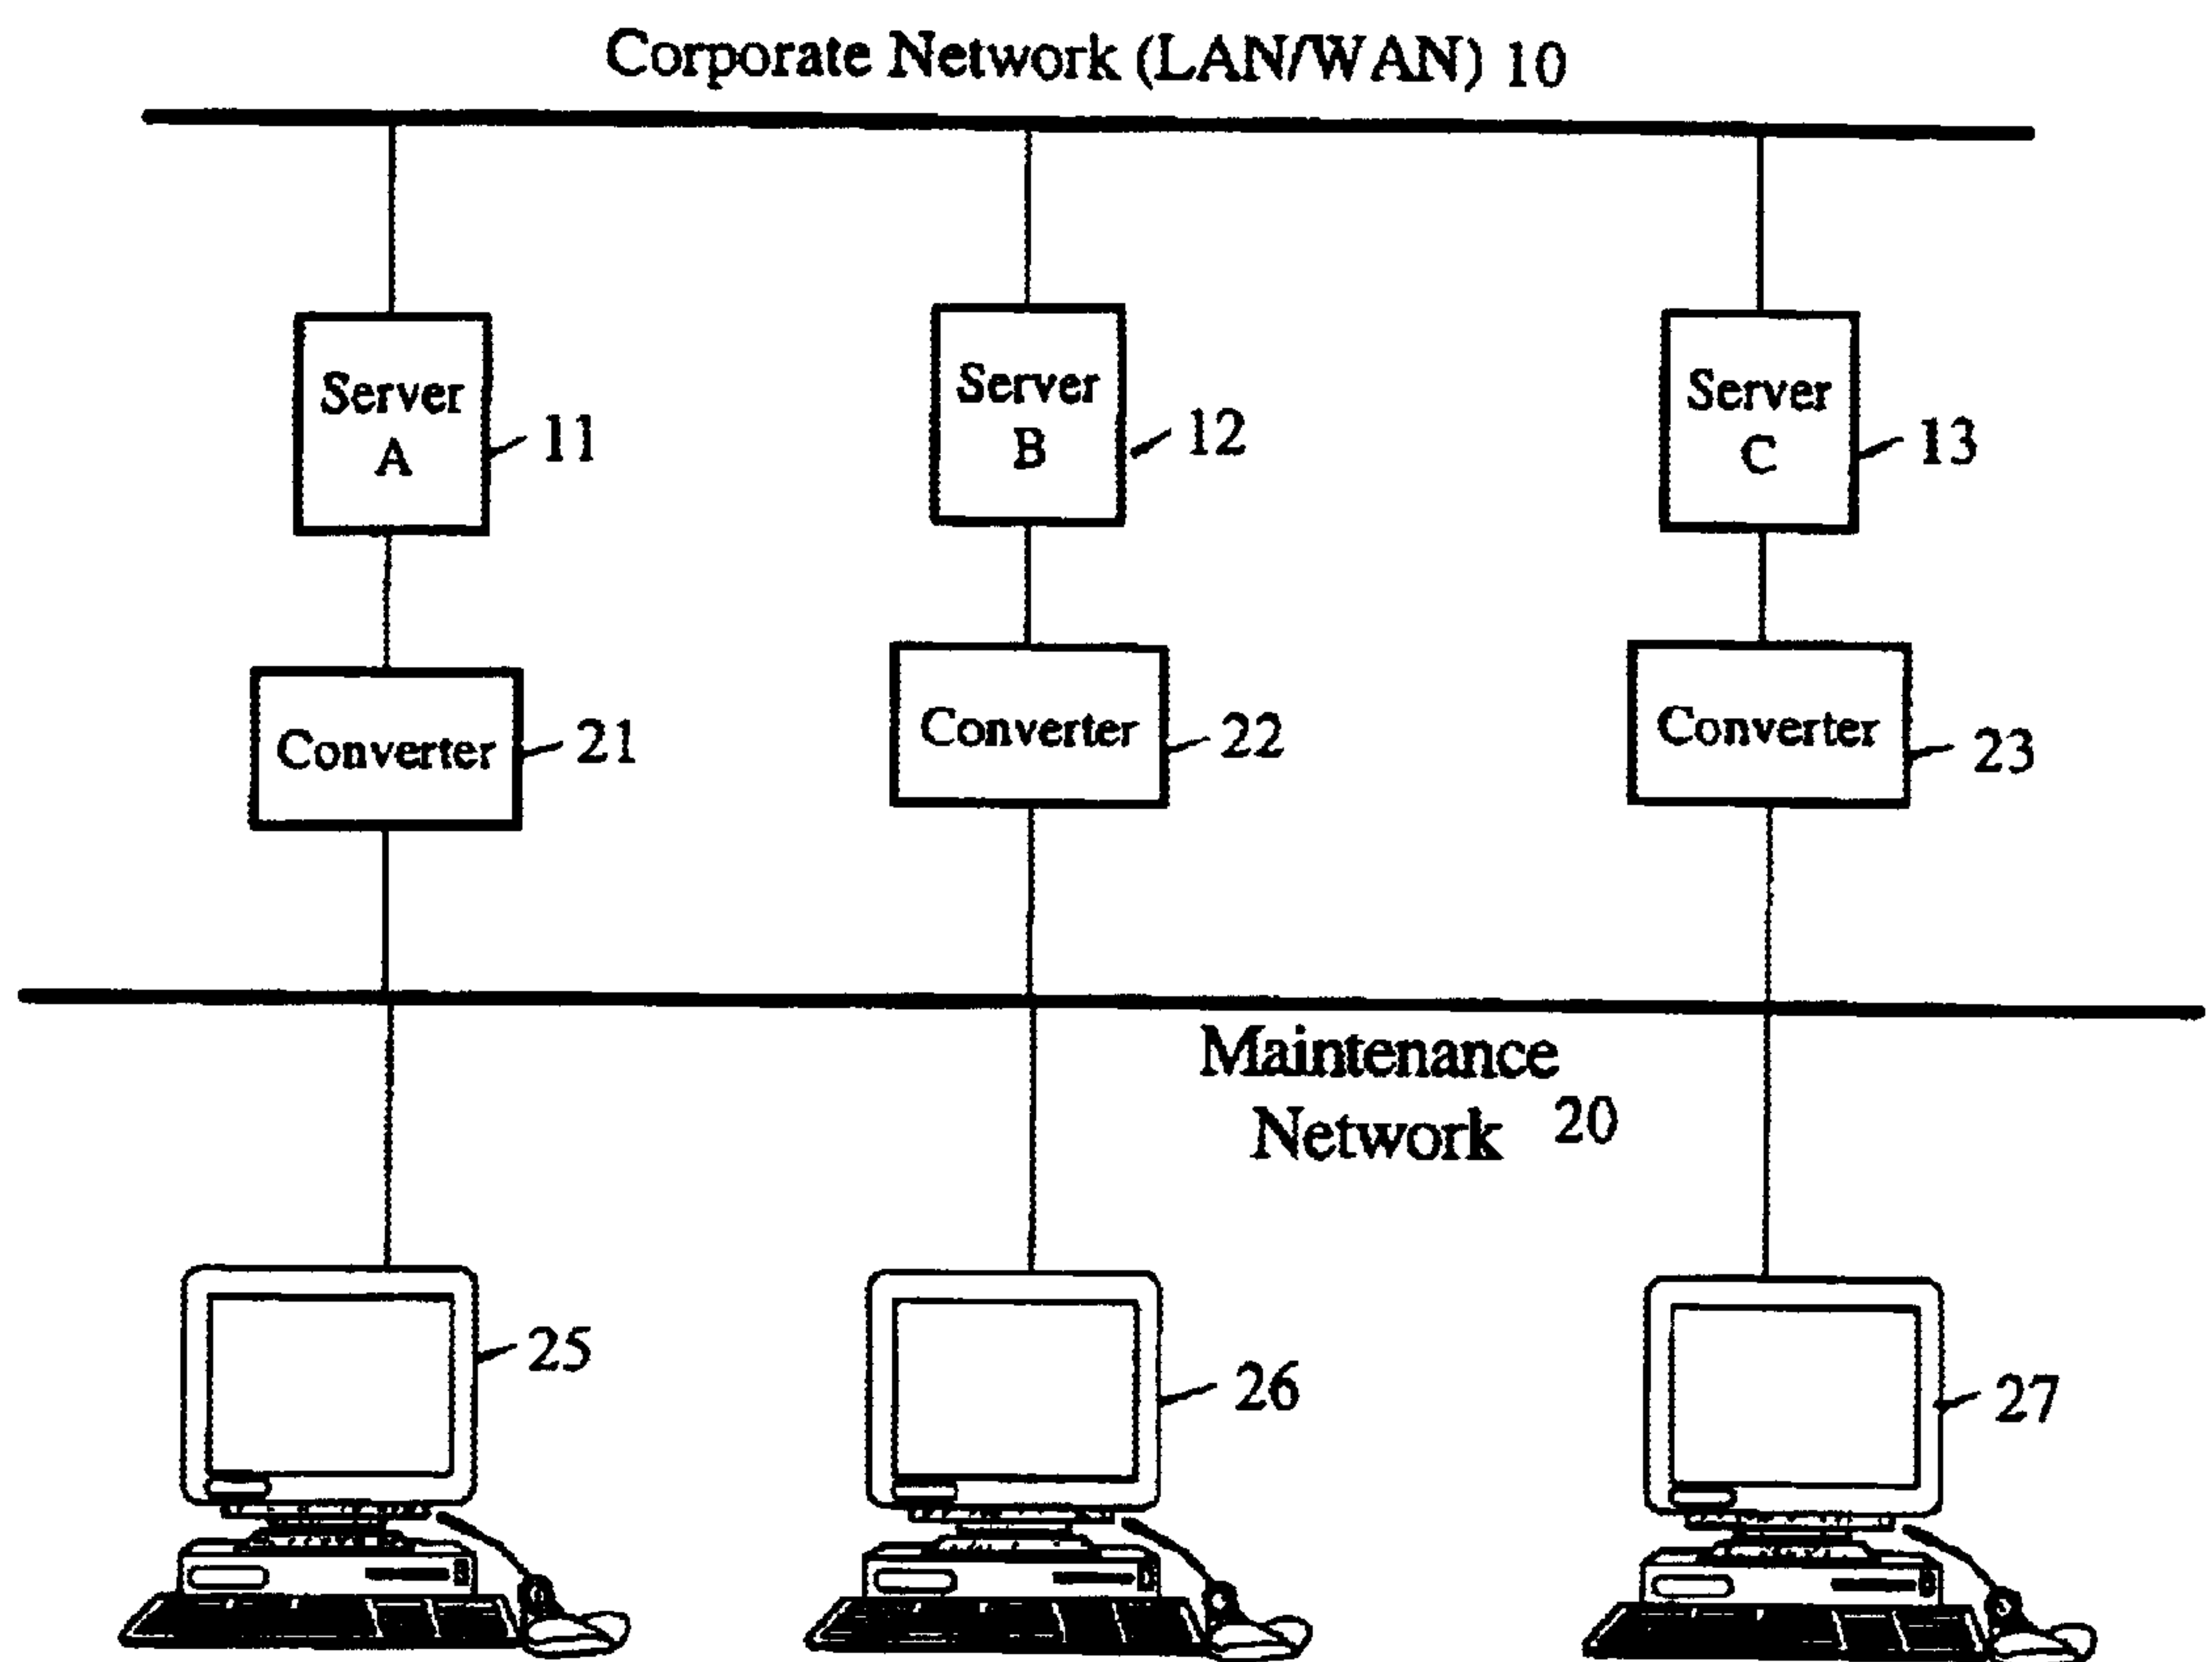 Corporate Network (LAN/WAN) 10
Server
A
11
Server
B
12
Server
C
13
Converter
21
Converter
22
Converter
23
Maintenance
Network 20
25
26
27